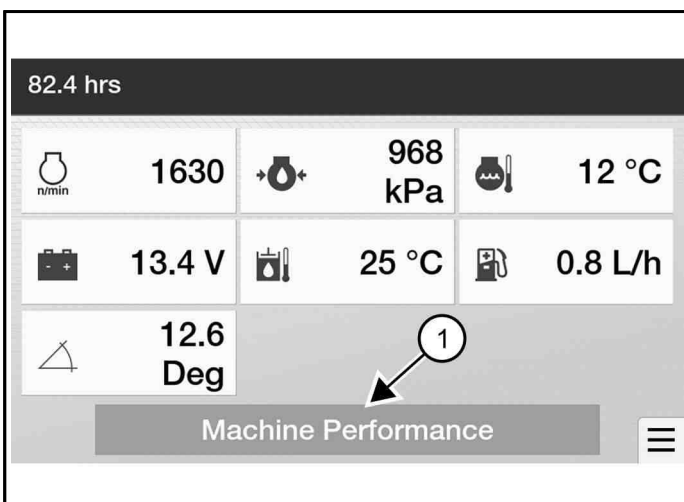 82.4 hrs
n/min
1630
968
kPa
12 °C
- +
13.4 V
25 °C
0.8 L/h
12.6
Deg
1
Machine Performance